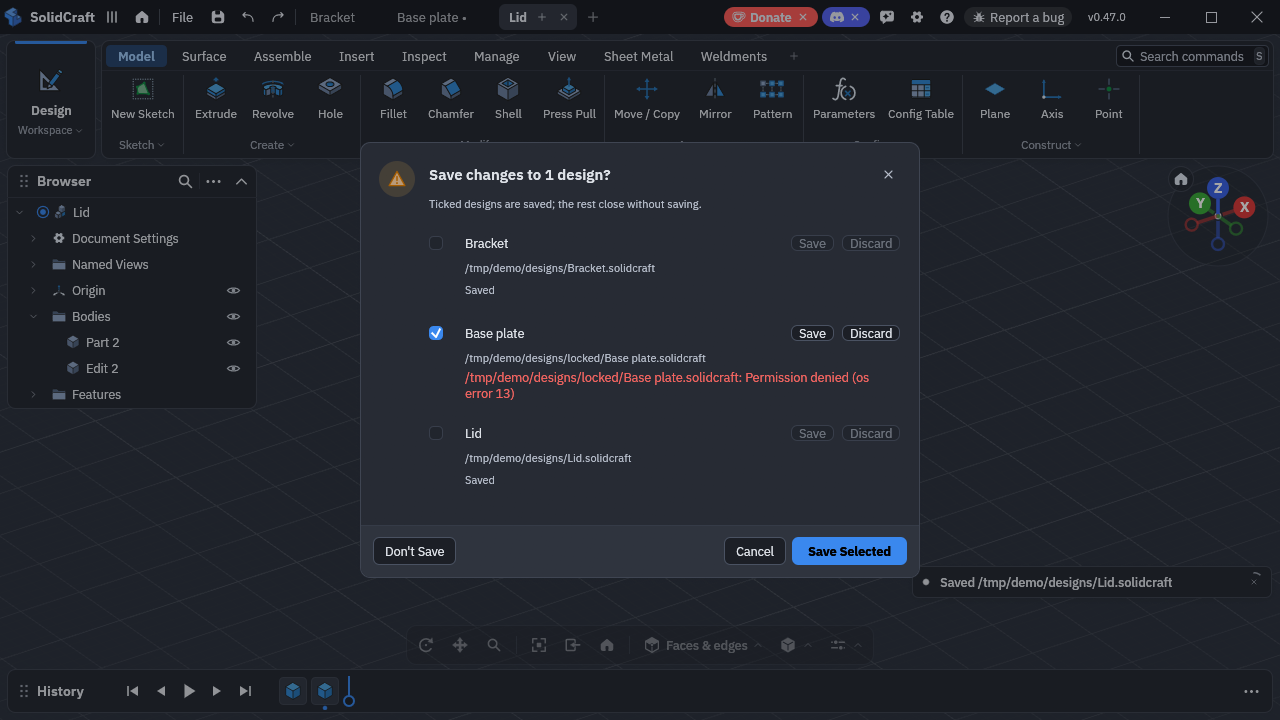 SolidCraft File Bracket Base plate • Lid + × + Donate × × Report a bug v0.47.0
Model Surface Assemble Insert Inspect Manage View Sheet Metal Weldments + Search commands S
Design
Workspace
New Sketch Extrude Revolve Hole Fillet Chamfer Shell Press Pull Move / Copy Mirror Pattern Parameters Config Table Plane Axis Point
Sketch Create Construct
Browser
Lid
Document Settings
Named Views
Origin
Bodies
Part 2
Edit 2
Features
Z
Y
X
Save changes to 1 design?
Ticked designs are saved; the rest close without saving.
Bracket Save Discard
/tmp/demo/designs/Bracket.solidcraft
Saved
Base plate Save Discard
/tmp/demo/designs/locked/Base plate.solidcraft
/tmp/demo/designs/locked/Base plate.solidcraft: Permission denied (os
error 13)
Lid Save Discard
/tmp/demo/designs/Lid.solidcraft
Saved
Don't Save Cancel Save Selected
Saved /tmp/demo/designs/Lid.solidcraft
Faces & edges
History